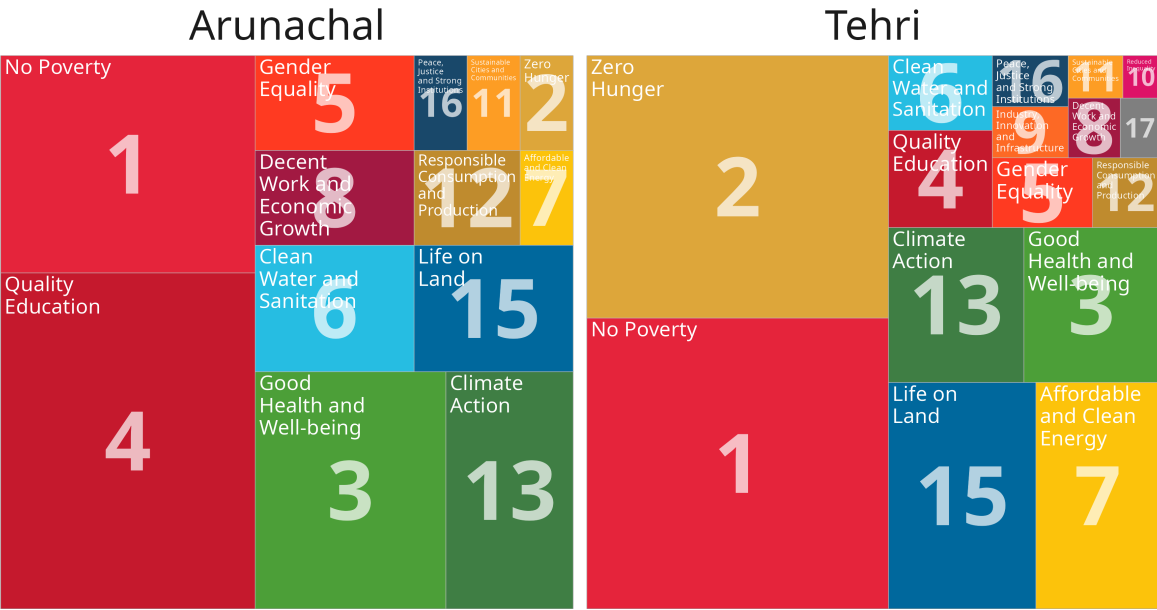 Arunachal
No Poverty
1
Quality
Education
4
Gender
Equality
5
Peace,
Justice
and Strong
Institutions
16
Sustainable
Cities and
Communities
11
Zero
Hunger
2
Decent
Work and
Economic
Growth
8
Responsible
Consumption
and
Production
12
Affordable
and Clean
Energy
7
Clean
Water and
Sanitation
6
Life on
Land
15
Good
Health and
Well-being
3
Climate
Action
13
Tehri
Zero
Hunger
2
No Poverty
1
Clean
Water and
Sanitation
6
Peace,
Justice
and Strong
Institutions
16
Sustainable
Cities and
Communities
11
Reduced
Inequality
10
Quality
Education
4
Industry,
Innovation
and
Infrastructure
9
Decent
Work and
Economic
Growth
8
17
Gender
Equality
5
Responsible
Consumption
and
Production
12
Climate
Action
13
Good
Health and
Well-being
3
Life on
Land
15
Affordable
and Clean
Energy
7